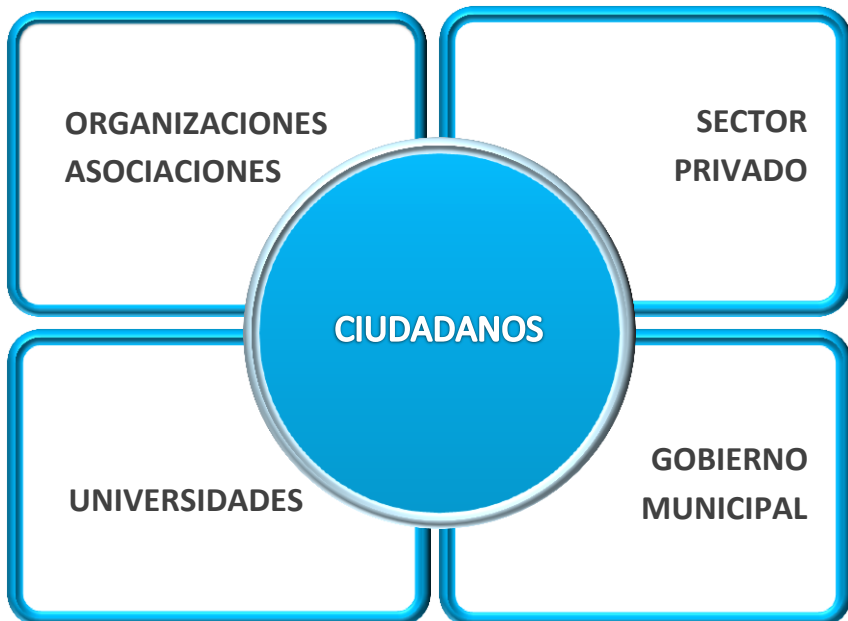 ORGANIZACIONES
ASOCIACIONES
SECTOR
PRIVADO
CIUDADANOS
UNIVERSIDADES
GOBIERNO
MUNICIPAL